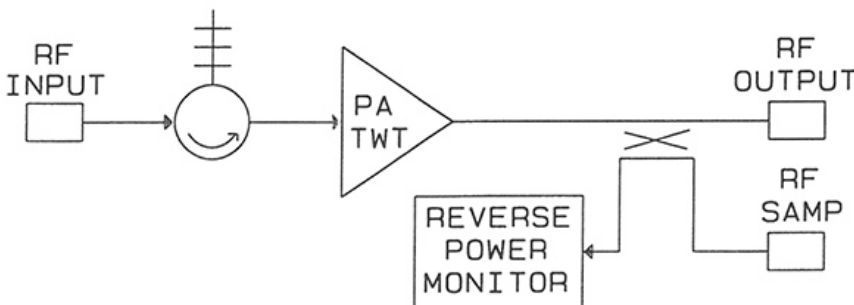 RF
INPUT
PA
TWT
RF
OUTPUT
RF
SAMP
REVERSE
POWER
MONITOR